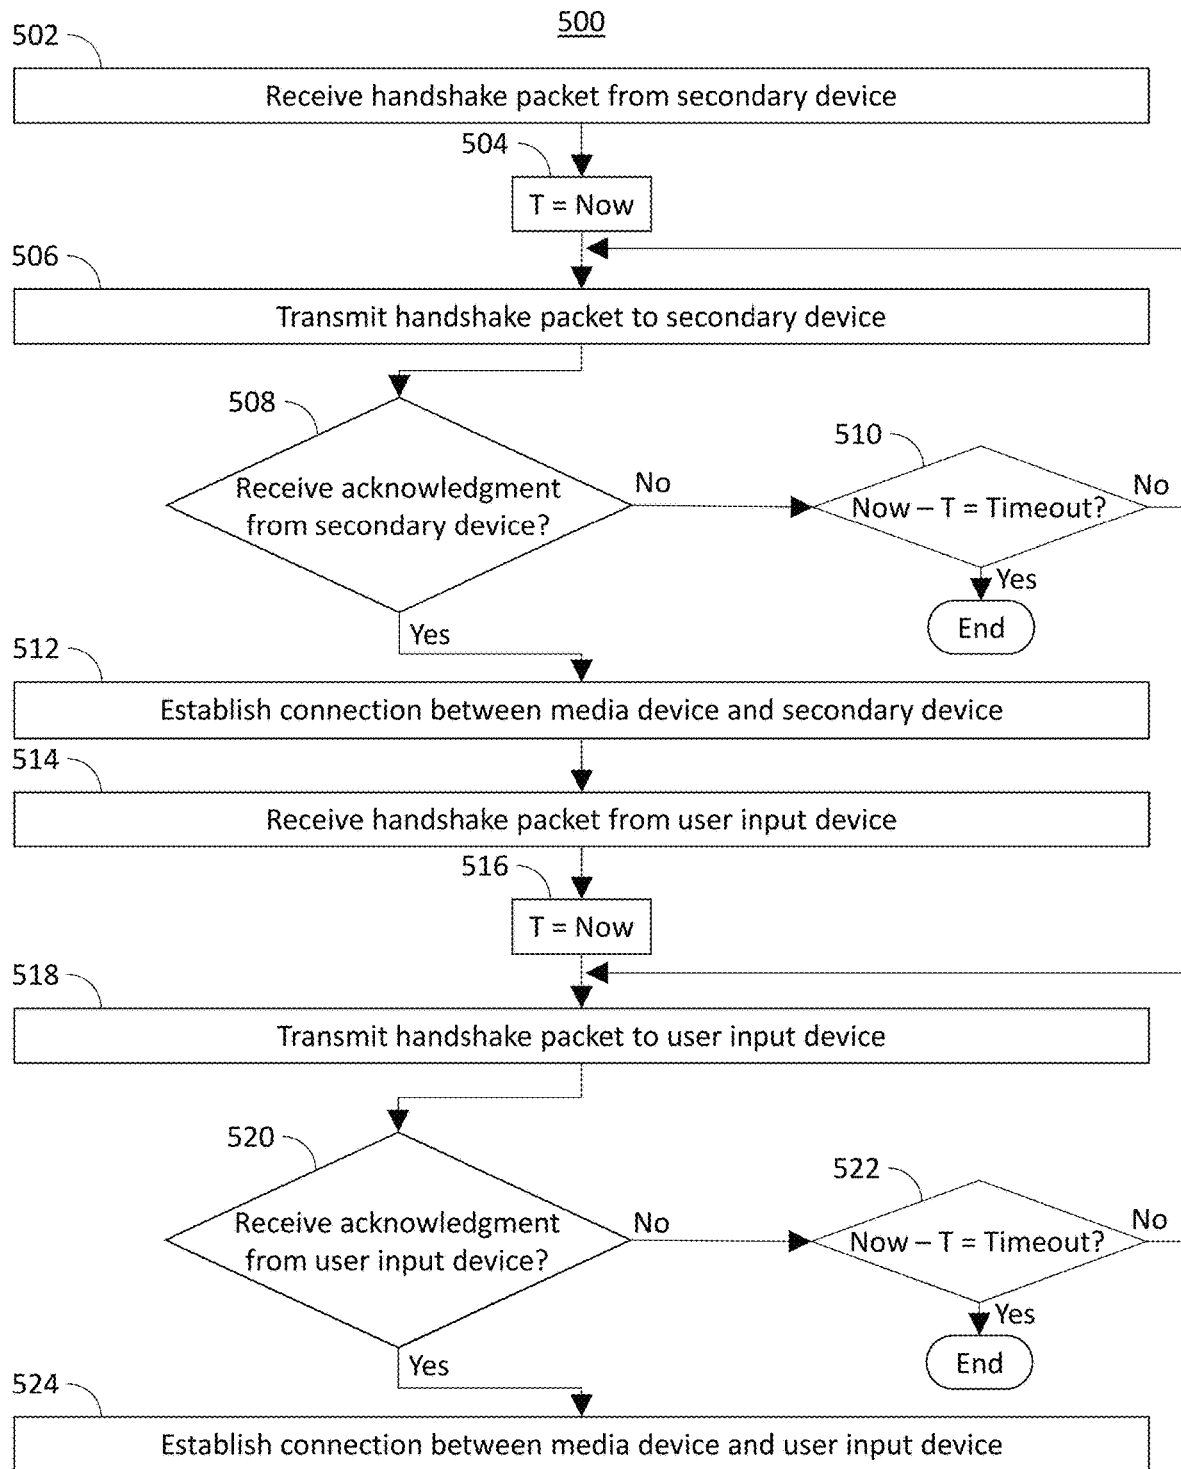 500
502
Receive handshake packet from secondary device
504
T = Now
506
Transmit handshake packet to secondary device
508
Receive acknowledgment
from secondary device?
No
510
Now – T = Timeout?
No
Yes
End
Yes
512
Establish connection between media device and secondary device
514
Receive handshake packet from user input device
516
T = Now
518
Transmit handshake packet to user input device
520
Receive acknowledgment
from user input device?
No
522
Now – T = Timeout?
No
Yes
End
Yes
524
Establish connection between media device and user input device